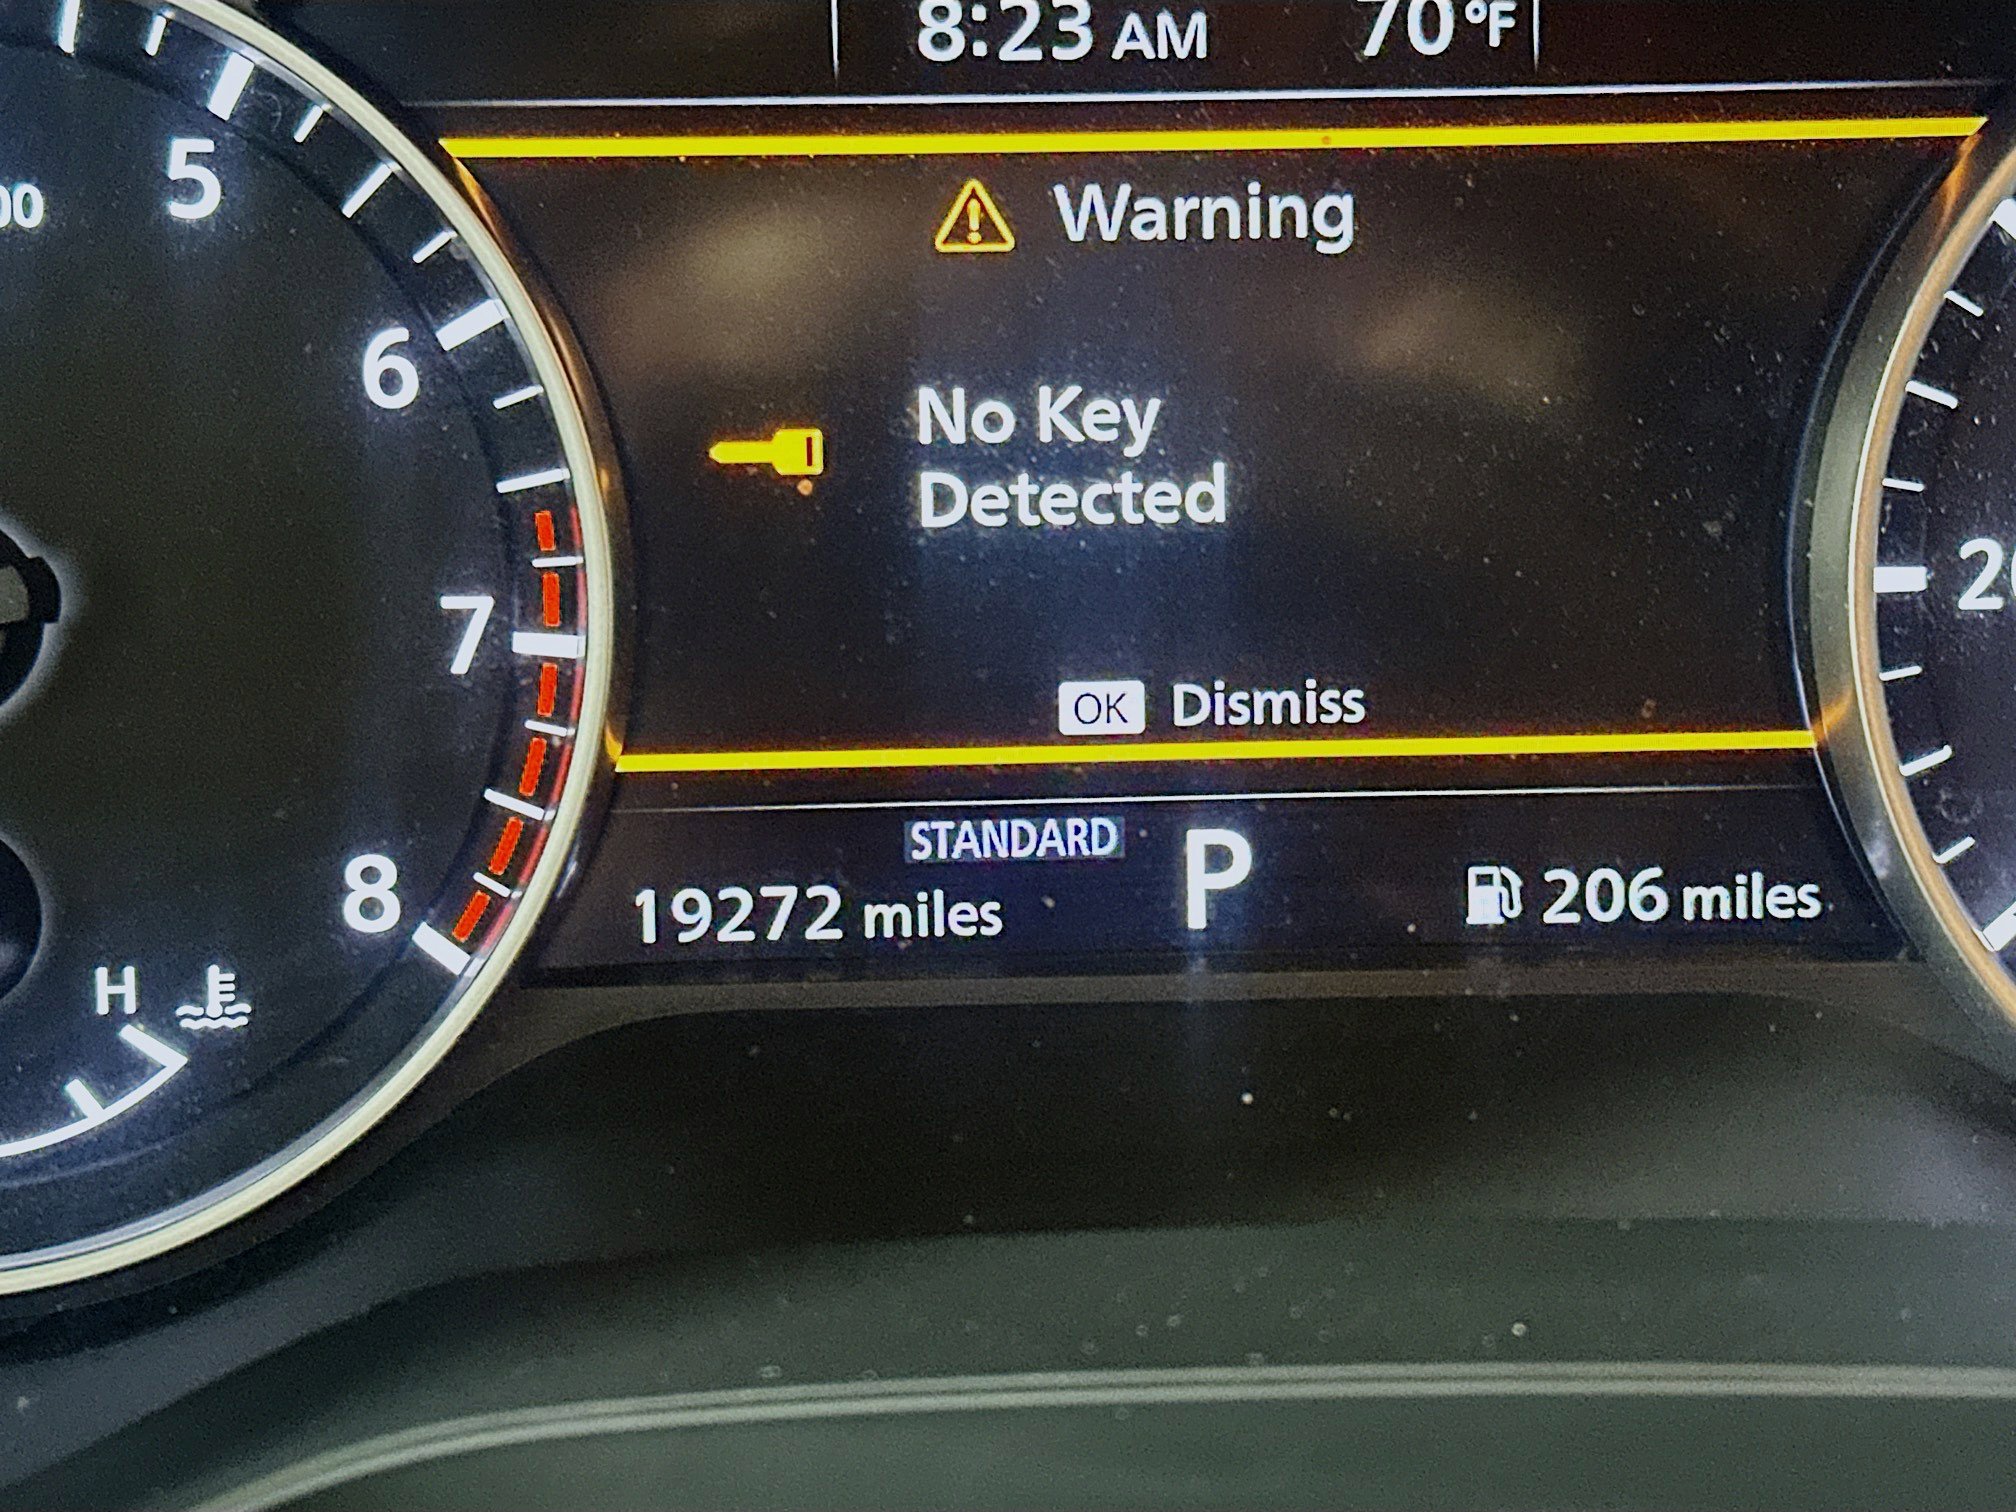 8:23 AM 70°F
Warning
No Key
Detected
OK Dismiss
STANDARD
P
19272 miles
206 miles
5
6
7
8
H